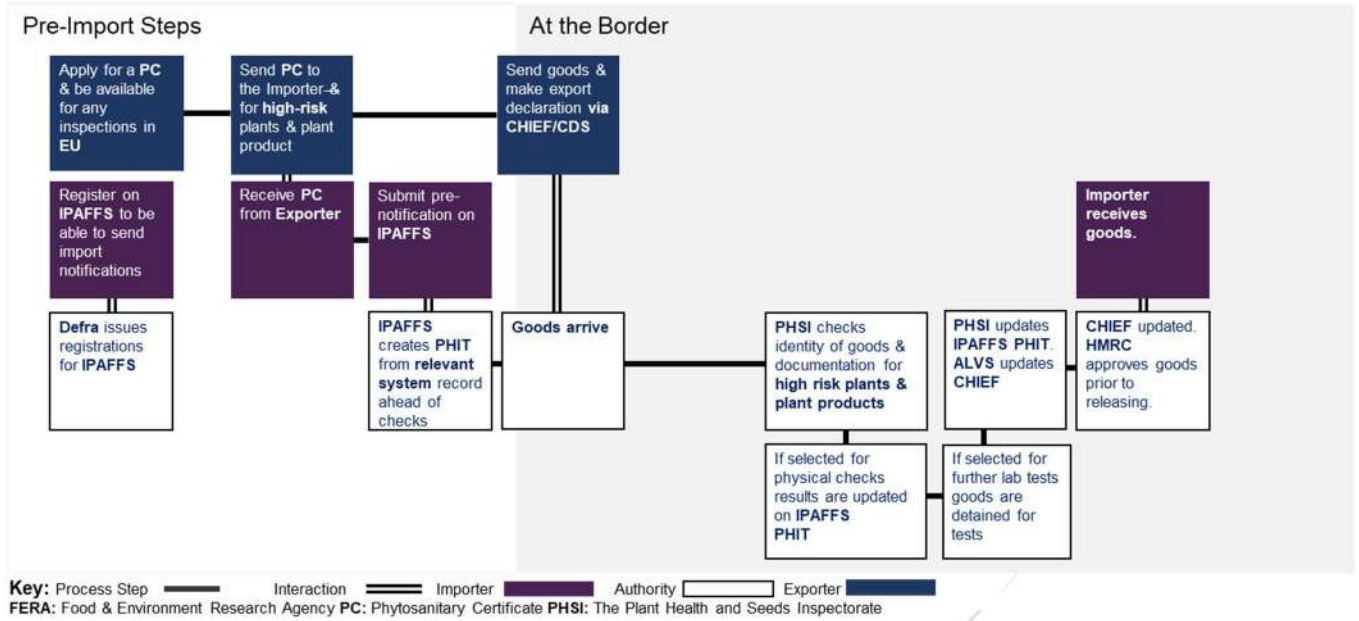 Pre-Import Steps
At the Border
Apply for a PC
& be available
for any
inspections in
EU
Send PC to
the Importer-&
for high-risk
plants & plant
product
Send goods &
make export
declaration via
CHIEF/CDS
Register on
IPAFFS to be
able to send
import
notifications
Receive PC
from Exporter
Submit pre-
notification on
IPAFFS
Importer
receives
goods.
Defra issues
registrations
for IPAFFS
IPAFFS
creates PHIT
from relevant
system record
ahead of
checks
Goods arrive
PHSI checks
identity of goods &
documentation for
high risk plants &
plant products
PHSI updates
IPAFFS PHIT.
ALVS updates
CHIEF
CHIEF updated.
HMRC
approves goods
prior to
releasing.
If selected for
physical checks
results are updated
on IPAFFS
PHIT
If selected for
further lab tests
goods are
detained for
tests
Key: Process Step Interaction Importer Authority Exporter
FERA: Food & Environment Research Agency PC: Phytosanitary Certificate PHSI: The Plant Health and Seeds Inspectorate